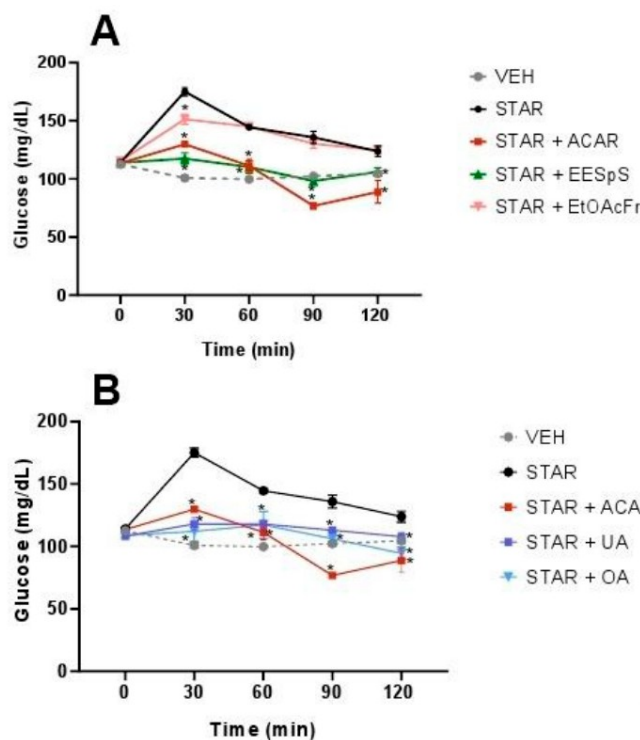 A
200
150
100
50
0
Glucose (mg/dL)
0 30 60 90 120
Time (min)
VEH
STAR
STAR + ACAR
STAR + EESpS
STAR + EtOAcFr
* * * * * * * * * *
B
200
150
100
50
0
Glucose (mg/dL)
0 30 60 90 120
Time (min)
VEH
STAR
STAR + ACA
STAR + UA
STAR + OA
* * * * * * * * * * * *